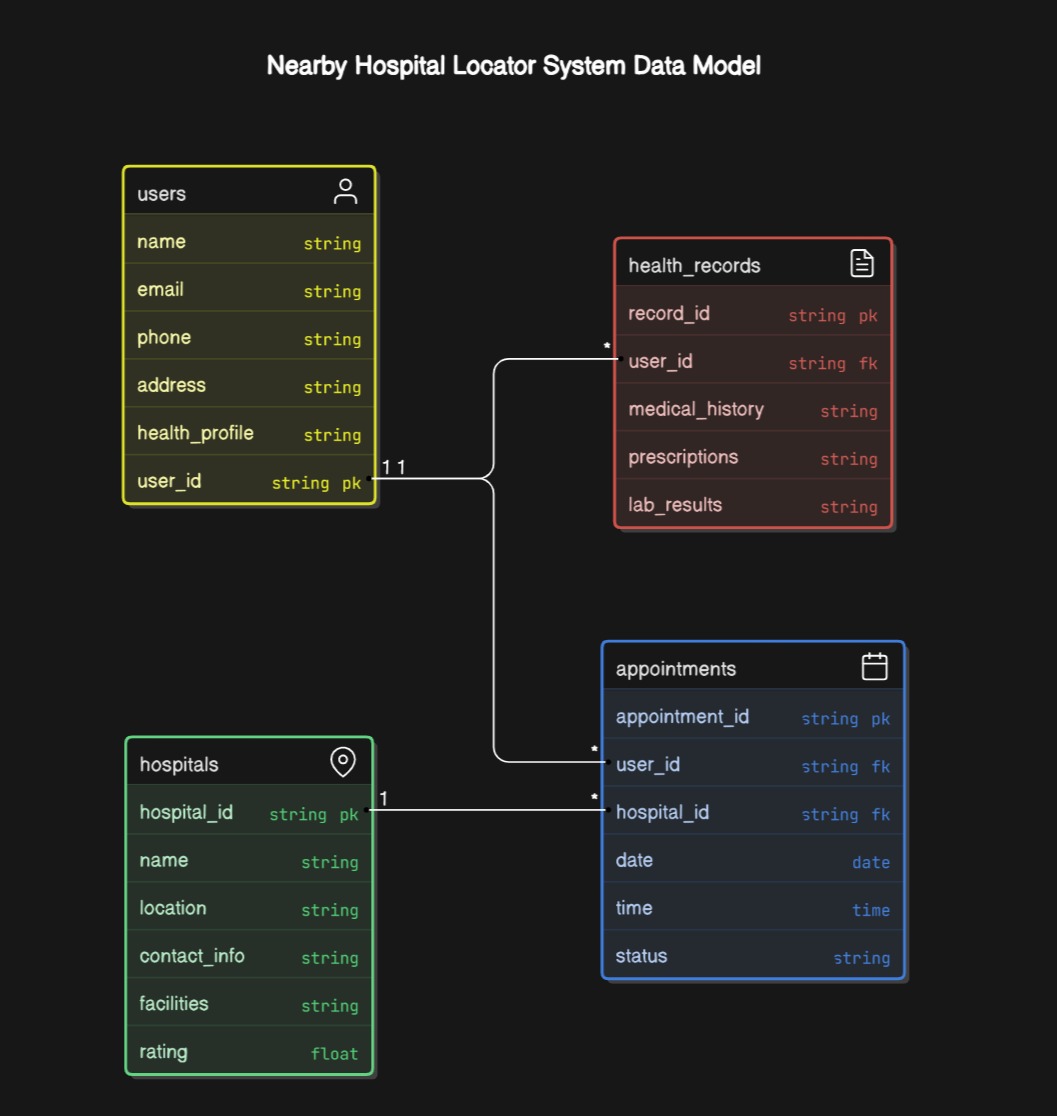 Nearby Hospital Locator System Data Model
users
name string
email string
phone string
address string
health_profile string
user_id string pk
1 1
health_records
record_id string pk
* user_id string fk
medical_history string
prescriptions string
lab_results string
appointments
appointment_id string pk
* user_id string fk
* hospital_id string fk
date date
time time
status string
hospitals
hospital_id string pk
1
name string
location string
contact_info string
facilities string
rating float